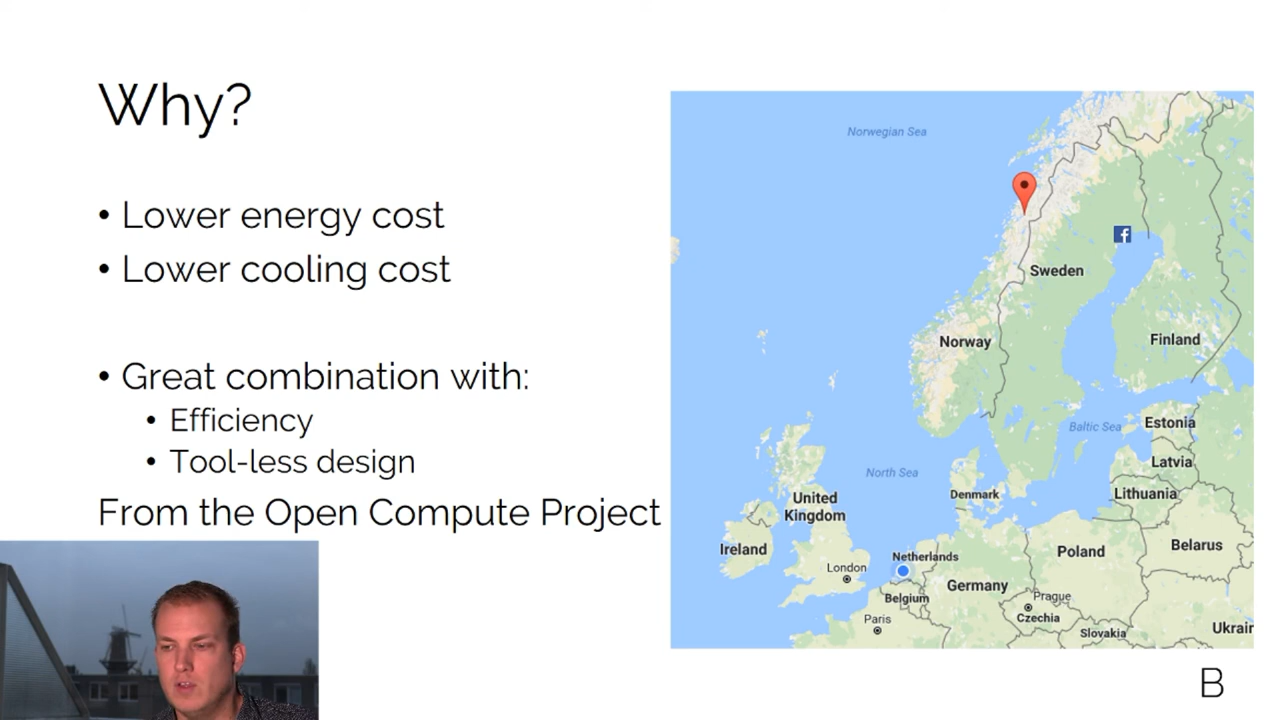 Why?
• Lower energy cost
• Lower cooling cost
• Great combination with:
• Efficiency
• Tool-less design
From the Open Compute Project
Norwegian Sea
f
Sweden
Norway
Finland
Estonia
Baltic Sea
Latvia
North Sea
Lithuania
Denmark
United
Kingdom
Ireland
Netherlands
Poland
Belarus
London
Germany
Belgium
Prague
Czechia
Paris
Slovakia
Ukrair
B